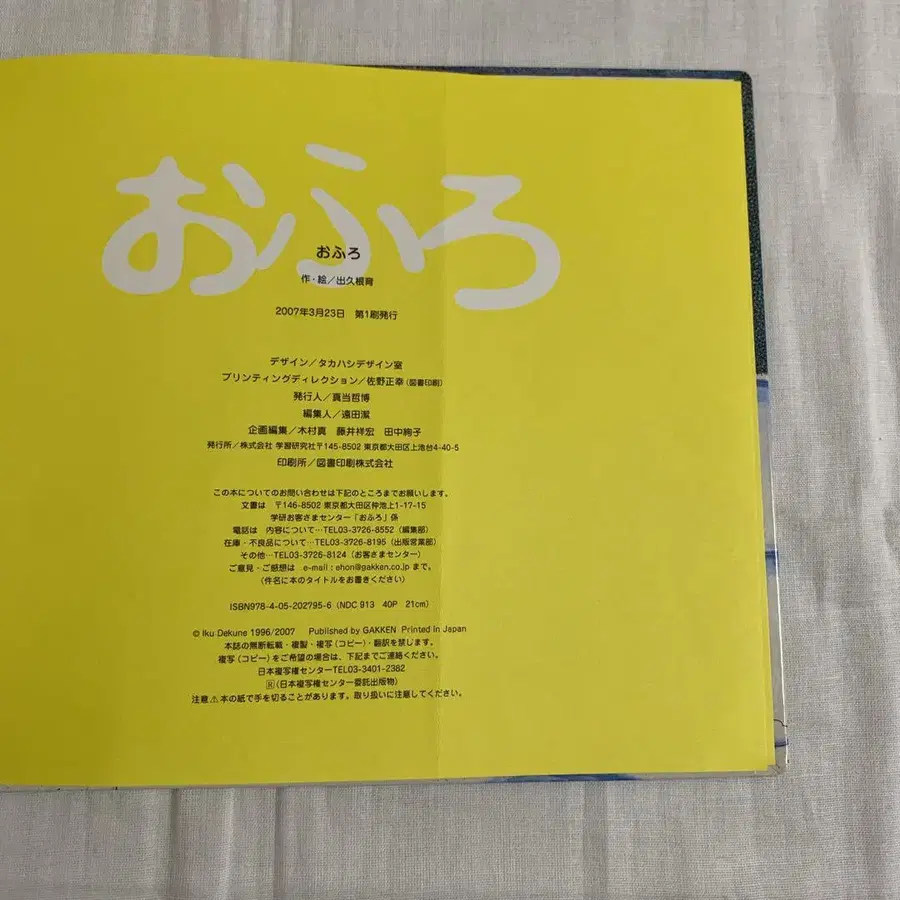 おふろ
おふろ
作・絵／出久根育
2007年3月23日　第1刷発行
デザイン／タカハシデザイン室
プリンティングディレクション／佐野正幸(図書印刷)
発行人／真当哲博
編集人／遠田潔
企画編集／木村真　藤井祥宏　田中絢子
発行所／株式会社 学習研究社〒145-8502 東京都大田区上池台4-40-5
印刷所／図書印刷株式会社
この本についてのお問い合わせは下記のところまでお願いします。
文書は　〒146-8502 東京都大田区仲池上1-17-15
学研お客さまセンター「おふろ」係
電話は　内容について…TEL03-3726-8552（編集部）
在庫・不良品について…TEL03-3726-8195（出版営業部）
その他…TEL03-3726-8124（お客さまセンター）
ご意見・ご感想は　e-mail：ehon@gakken.co.jp まで。
（件名に本のタイトルをお書きください）
ISBN978-4-05-202795-6（NDC 913　40P　21cm）
© Iku Dekune 1996/2007　Published by GAKKEN Printed in Japan
本誌の無断転載・複製・複写（コピー）・翻訳を禁じます。
複写（コピー）をご希望の場合は、下記までご連絡ください。
日本複写権センターTEL03-3401-2382
Ⓡ（日本複写権センター委託出版物）
注意⚠本の紙で手を切ることがあります。取り扱いに注意してください。